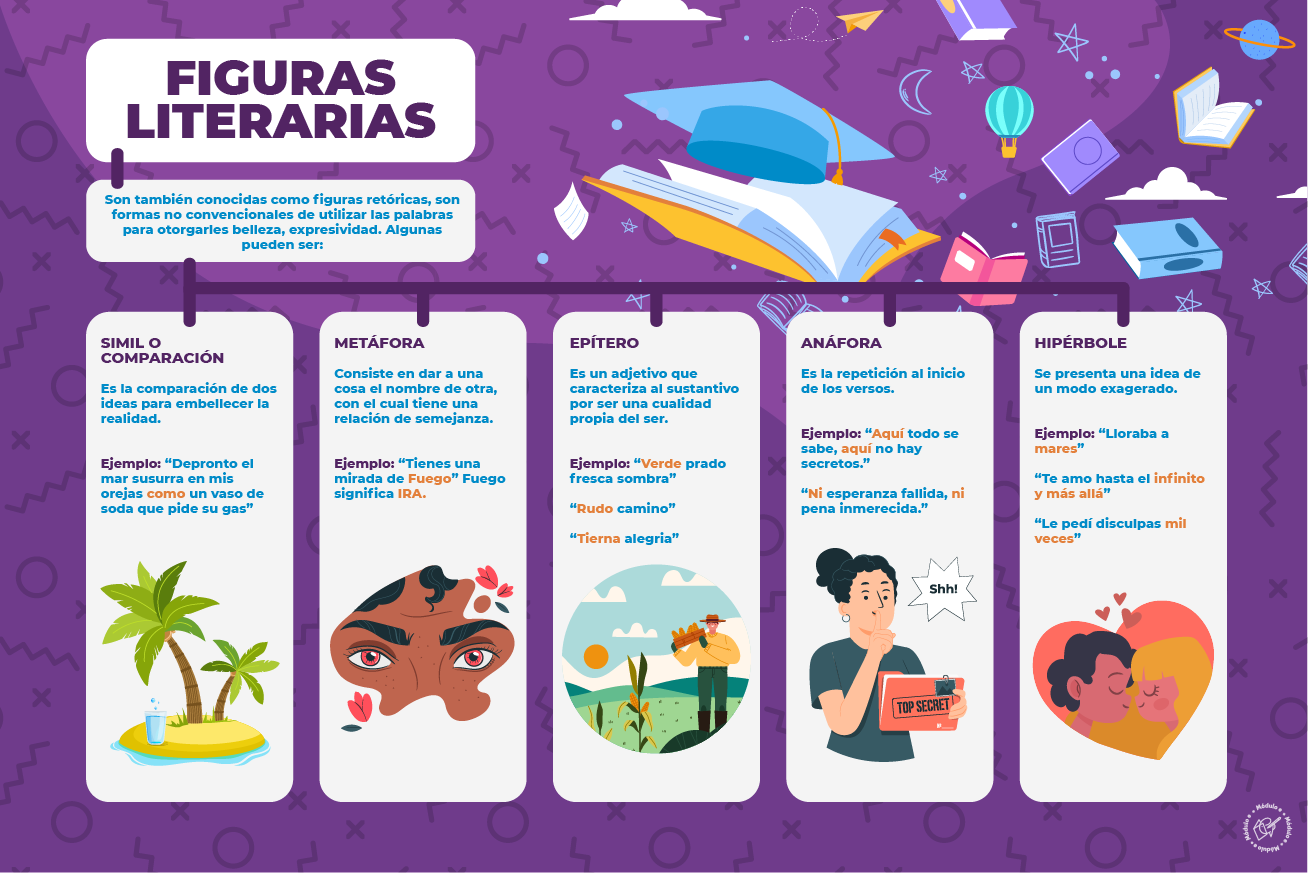 FIGURAS
LITERARIAS
Son también conocidas como figuras retóricas, son
formas no convencionales de utilizar las palabras
para otorgarles belleza, expresividad. Algunas
pueden ser:
SIMIL O
COMPARACIÓN
Es la comparación de dos
ideas para embellecer la
realidad.
Ejemplo: “Depronto el
mar susurra en mis
orejas como un vaso de
soda que pide su gas”
METÁFORA
Consiste en dar a una
cosa el nombre de otra,
con el cual tiene una
relación de semejanza.
Ejemplo: “Tienes una
mirada de Fuego” Fuego
significa IRA.
EPÍTERO
Es un adjetivo que
caracteriza al sustantivo
por ser una cualidad
propia del ser.
Ejemplo: “Verde prado
fresca sombra”
“Rudo camino”
“Tierna alegria”
ANÁFORA
Es la repetición al inicio
de los versos.
Ejemplo: “Aquí todo se
sabe, aquí no hay
secretos.”
“Ni esperanza fallida, ni
pena inmerecida.”
Shh!
TOP SECRET
HIPÉRBOLE
Se presenta una idea de
un modo exagerado.
Ejemplo: “Lloraba a
mares”
“Te amo hasta el infinito
y más allá”
“Le pedí disculpas mil
veces”
Módulo Módulo Módulo Módulo